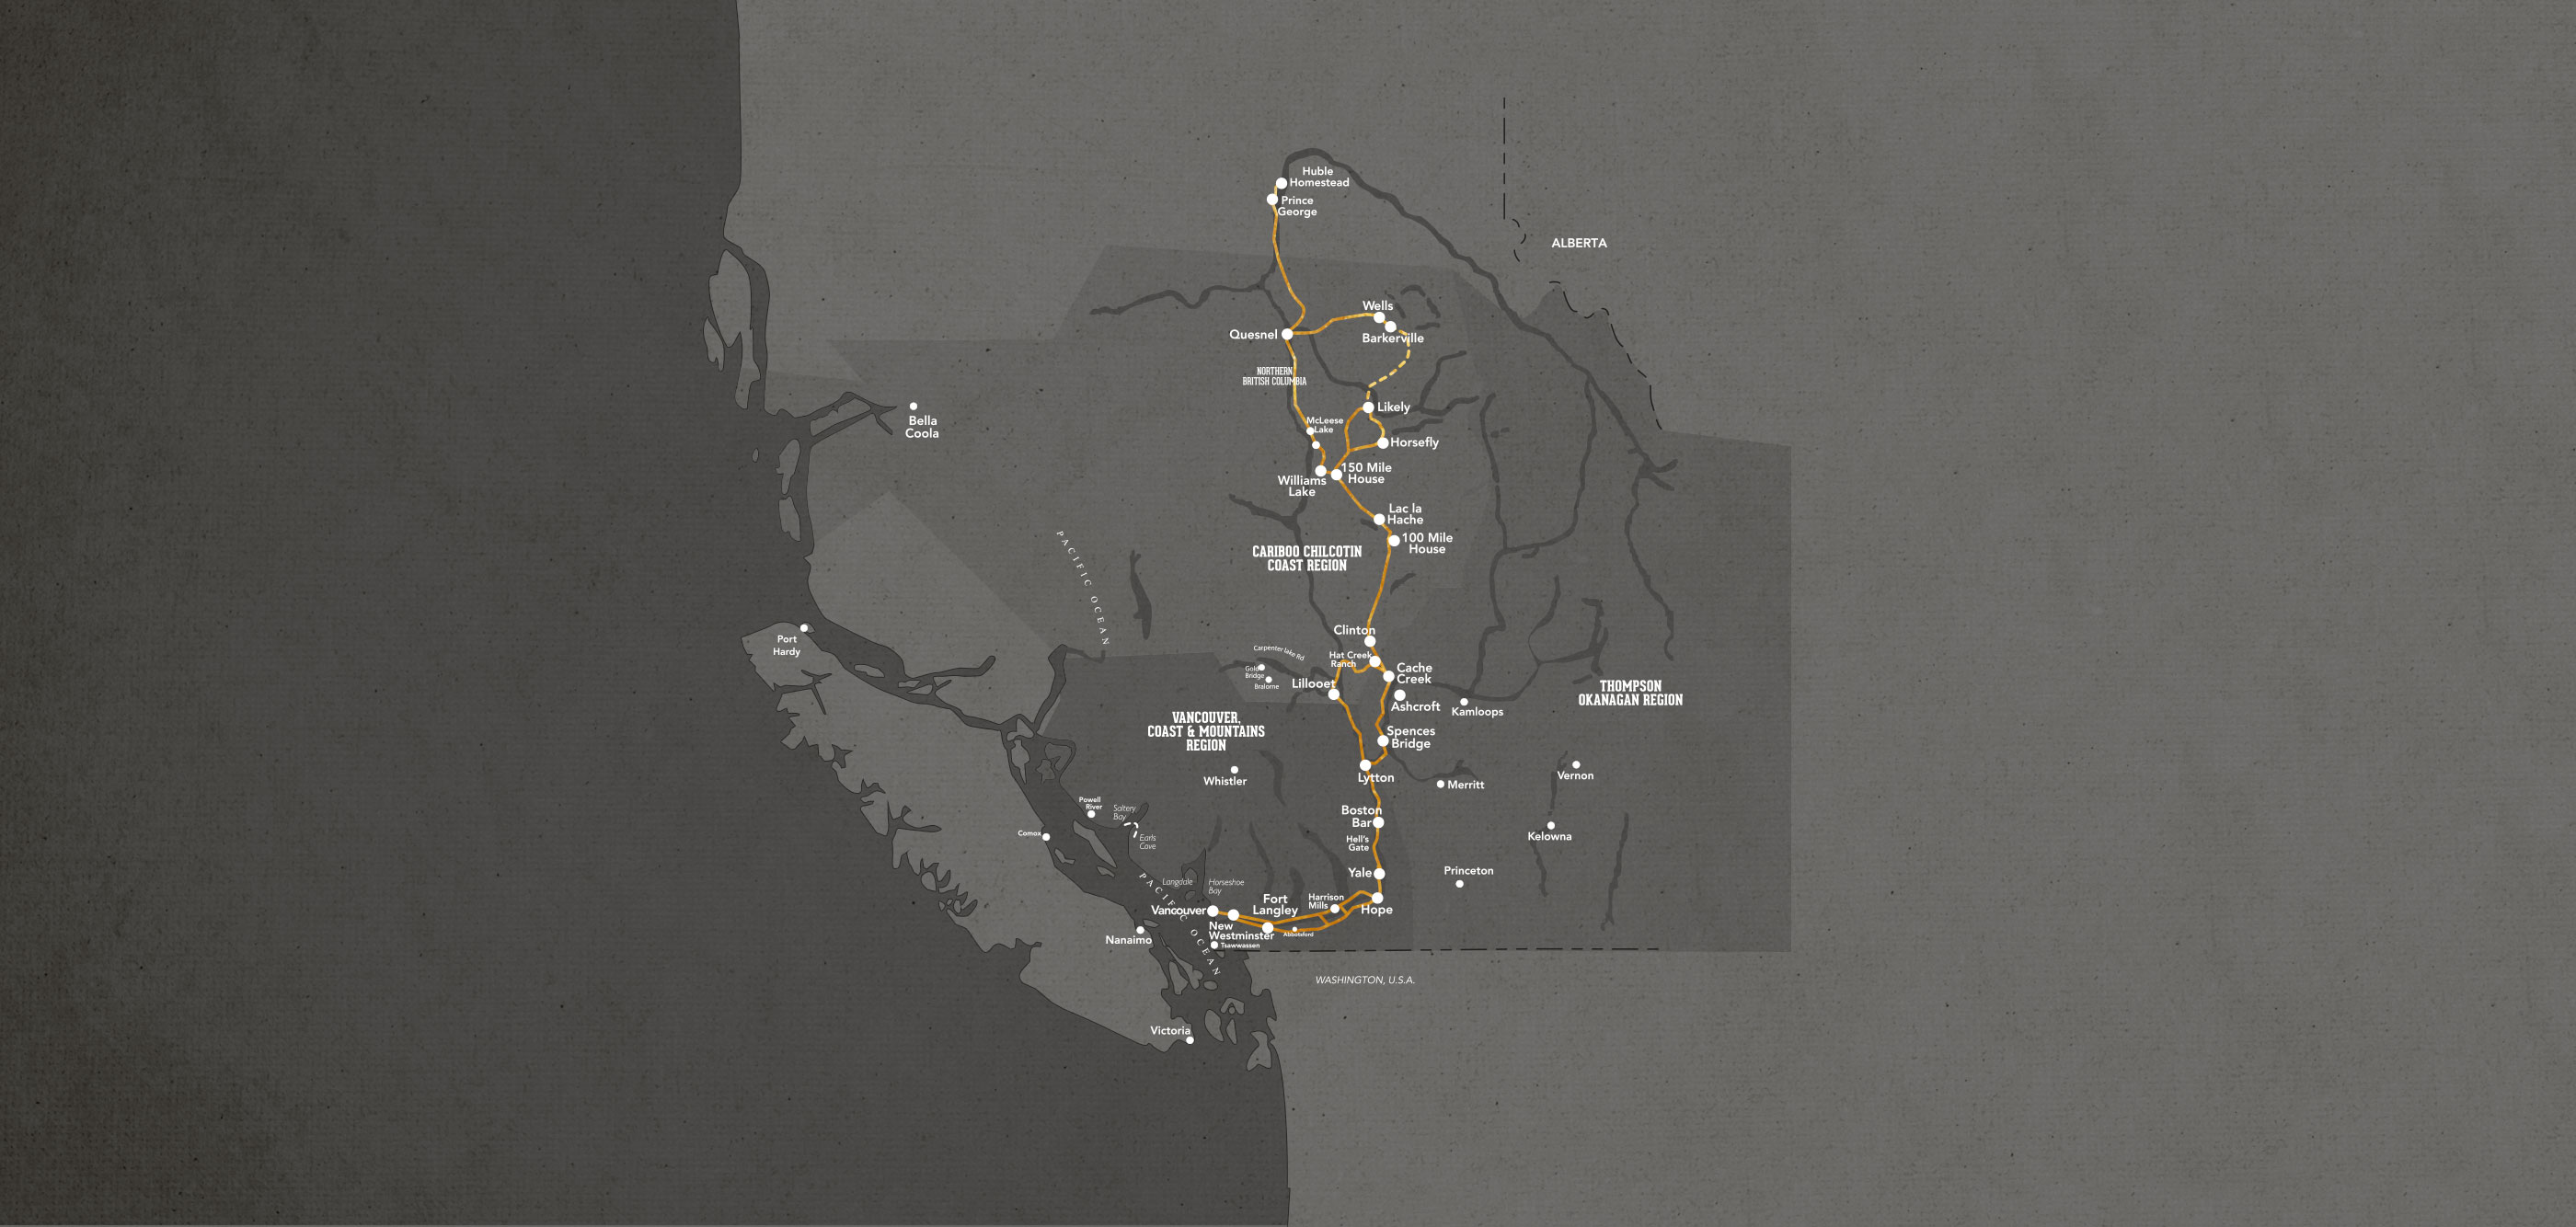 Huble
Homestead
Prince
George
ALBERTA
Wells
Barkerville
Quesnel
NORTHERN
BRITISH COLUMBIA
Likely
Bella
Coola
McLeese
Lake
Horsefly
150 Mile
House
Williams
Lake
Lac la
Hache
100 Mile
House
PACIFIC OCEAN
CARIBOO CHILCOTIN
COAST REGION
Port
Hardy
Clinton
Carpenter lake Rd
Hat Creek
Ranch
Gold
Bridge
Bralorne
Cache
Creek
Lillooet
Ashcroft
Kamloops
THOMPSON
OKANAGAN REGION
VANCOUVER,
COAST & MOUNTAINS
REGION
Spences
Bridge
Whistler
Lytton
Merritt
Vernon
Powell
River
Saltery
Bay
Boston
Bar
Comox
Earls
Cove
Hell's
Gate
Kelowna
Yale
Princeton
Langdale
Horseshoe
Bay
PACIFIC OCEAN
Fort
Langley
Harrison
Mills
Hope
Vancouver
New
Westminster
Abbotsford
Tsawwassen
Nanaimo
WASHINGTON, U.S.A.
Victoria